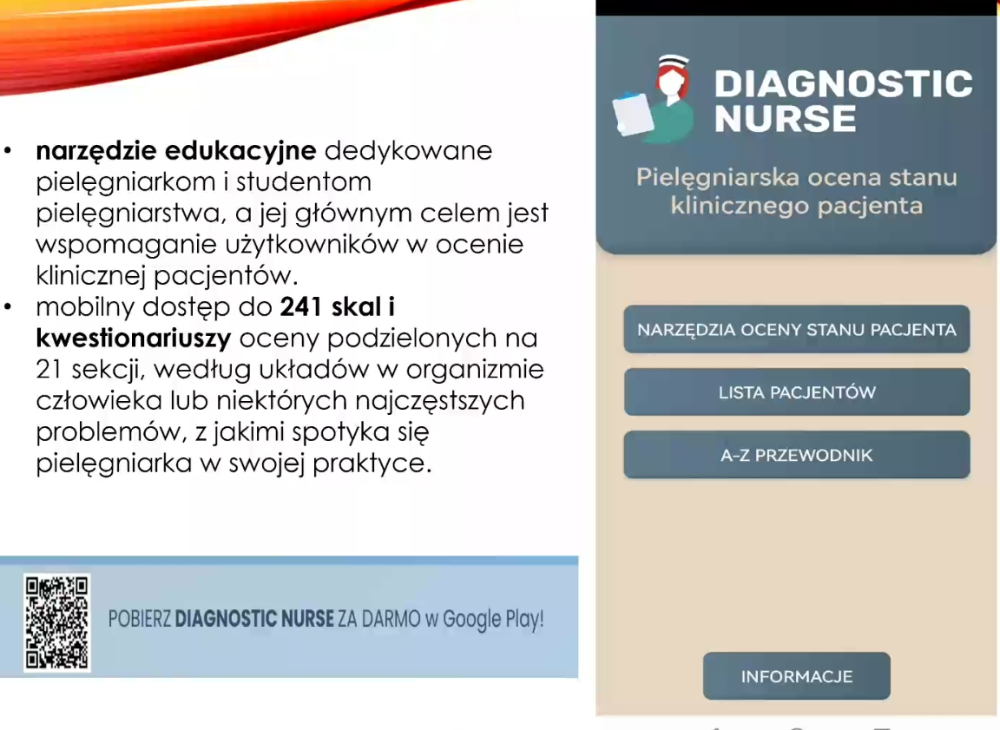 • narzędzie edukacyjne dedykowane
pielęgniarkom i studentom
pielęgniarstwa, a jej głównym celem jest
wspomaganie użytkowników w ocenie
klinicznej pacjentów.
• mobilny dostęp do 241 skal i
kwestionariuszy oceny podzielonych na
21 sekcji, według układów w organizmie
człowieka lub niektórych najczęstszych
problemów, z jakimi spotyka się
pielęgniarka w swojej praktyce.
POBIERZ DIAGNOSTIC NURSE ZA DARMO w Google Play!
DIAGNOSTIC
NURSE
Pielęgniarska ocena stanu
klinicznego pacjenta
NARZĘDZIA OCENY STANU PACJENTA
LISTA PACJENTÓW
A-Z PRZEWODNIK
INFORMACJE